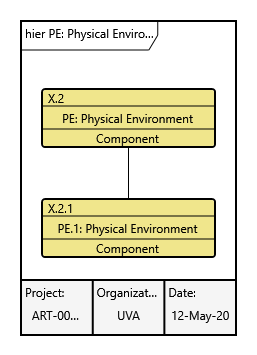 hier PE: Physical Enviro...
X.2
PE: Physical Environment
Component
X.2.1
PE.1: Physical Environment
Component
Project:
ART-00...
Organizat...
UVA
Date:
12-May-20